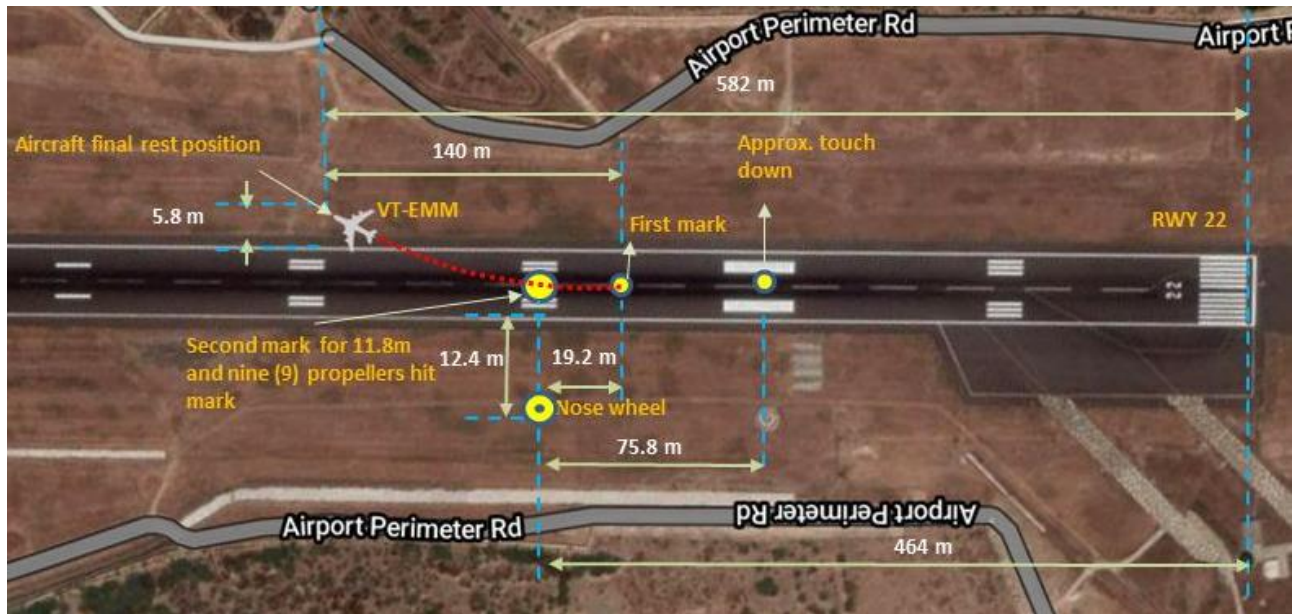 Airport Perimeter Rd
Airport P
582 m
Aircraft final rest position
140 m
Approx. touch
down
5.8 m
VT-EMM
First mark
RWY 22
22
Second mark for 11.8m
and nine (9) propellers hit
mark
12.4 m
19.2 m
Nose wheel
75.8 m
Airport Perimeter Rd
Airport Perimeter Rd
464 m